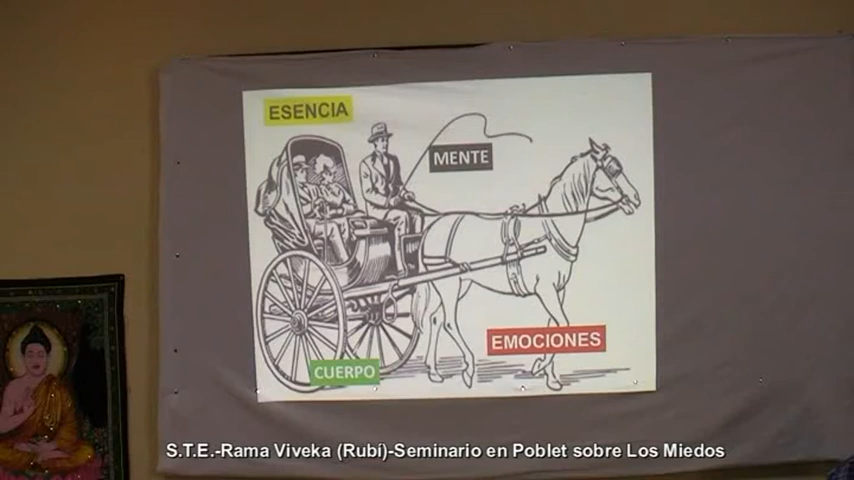 ESENCIA
MENTE
EMOCIONES
CUERPO
S.T.E.-Rama Viveka (Rubí)-Seminario en Poblet sobre Los Miedos